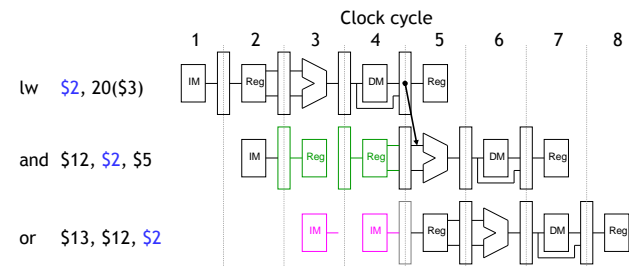 Clock cycle
1 2 3 4 5 6 7 8
lw $2, 20($3)
IM Reg DM Reg
and $12, $2, $5
IM Reg Reg DM Reg
or $13, $12, $2
IM IM Reg DM Reg